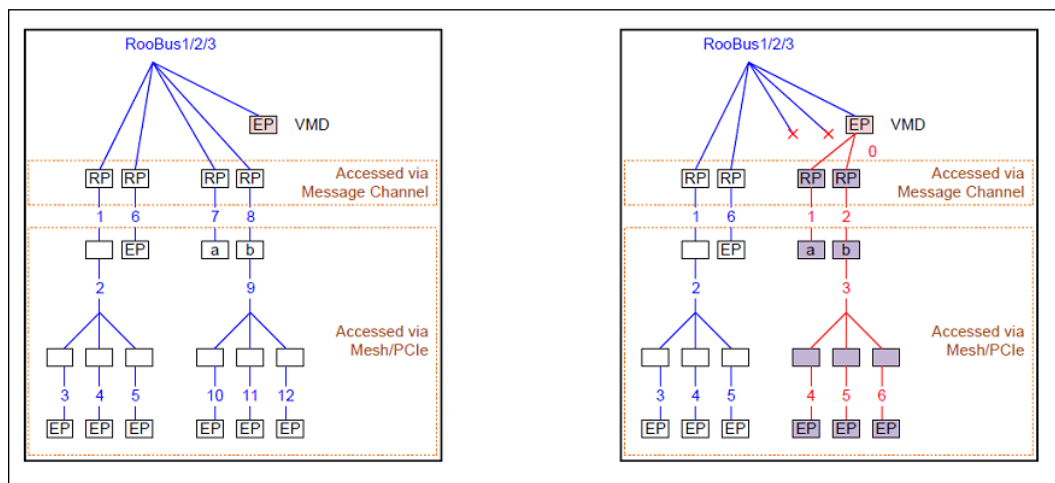 RooBus1/2/3
EP VMD
RP RP RP RP
Accessed via
Message Channel
1 6 7 8
EP a b
2 9
Accessed via
Mesh/PCIe
3 4 5 10 11 12
EP EP EP EP EP EP
RooBus1/2/3
EP VMD
0
RP RP RP RP
Accessed via
Message Channel
1 6 1 2
EP a b
2 3
Accessed via
Mesh/PCIe
3 4 5 4 5 6
EP EP EP EP EP EP